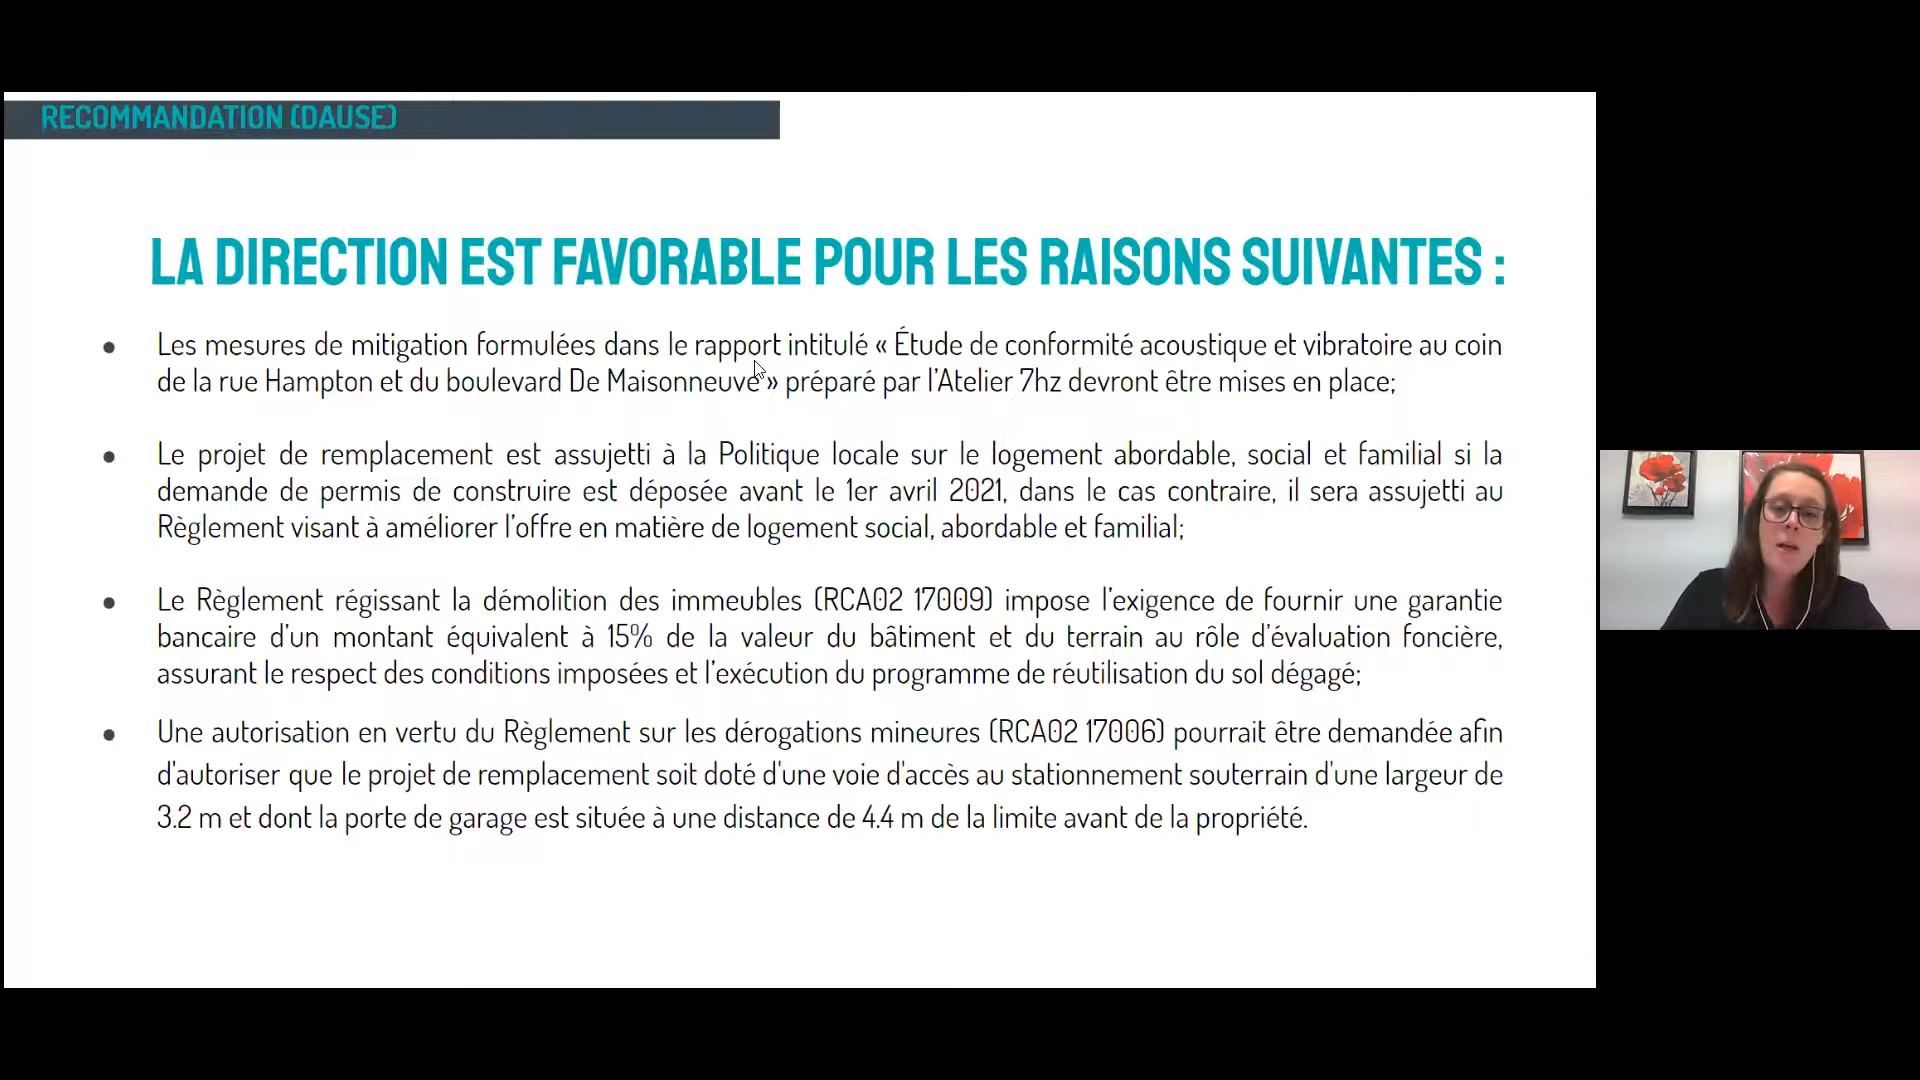 RECOMMANDATION (DAUSE)
LA DIRECTION EST FAVORABLE POUR LES RAISONS SUIVANTES :
● Les mesures de mitigation formulées dans le rapport intitulé « Étude de conformité acoustique et vibratoire au coin
de la rue Hampton et du boulevard De Maisonneuve » préparé par l’Atelier 7hz devront être mises en place;
● Le projet de remplacement est assujetti à la Politique locale sur le logement abordable, social et familial si la
demande de permis de construire est déposée avant le 1er avril 2021, dans le cas contraire, il sera assujetti au
Règlement visant à améliorer l’offre en matière de logement social, abordable et familial;
● Le Règlement régissant la démolition des immeubles (RCA02 17009) impose l’exigence de fournir une garantie
bancaire d’un montant équivalent à 15% de la valeur du bâtiment et du terrain au rôle d’évaluation foncière,
assurant le respect des conditions imposées et l’exécution du programme de réutilisation du sol dégagé;
● Une autorisation en vertu du Règlement sur les dérogations mineures (RCA02 17006) pourrait être demandée afin
d'autoriser que le projet de remplacement soit doté d'une voie d'accès au stationnement souterrain d'une largeur de
3.2 m et dont la porte de garage est située à une distance de 4.4 m de la limite avant de la propriété.